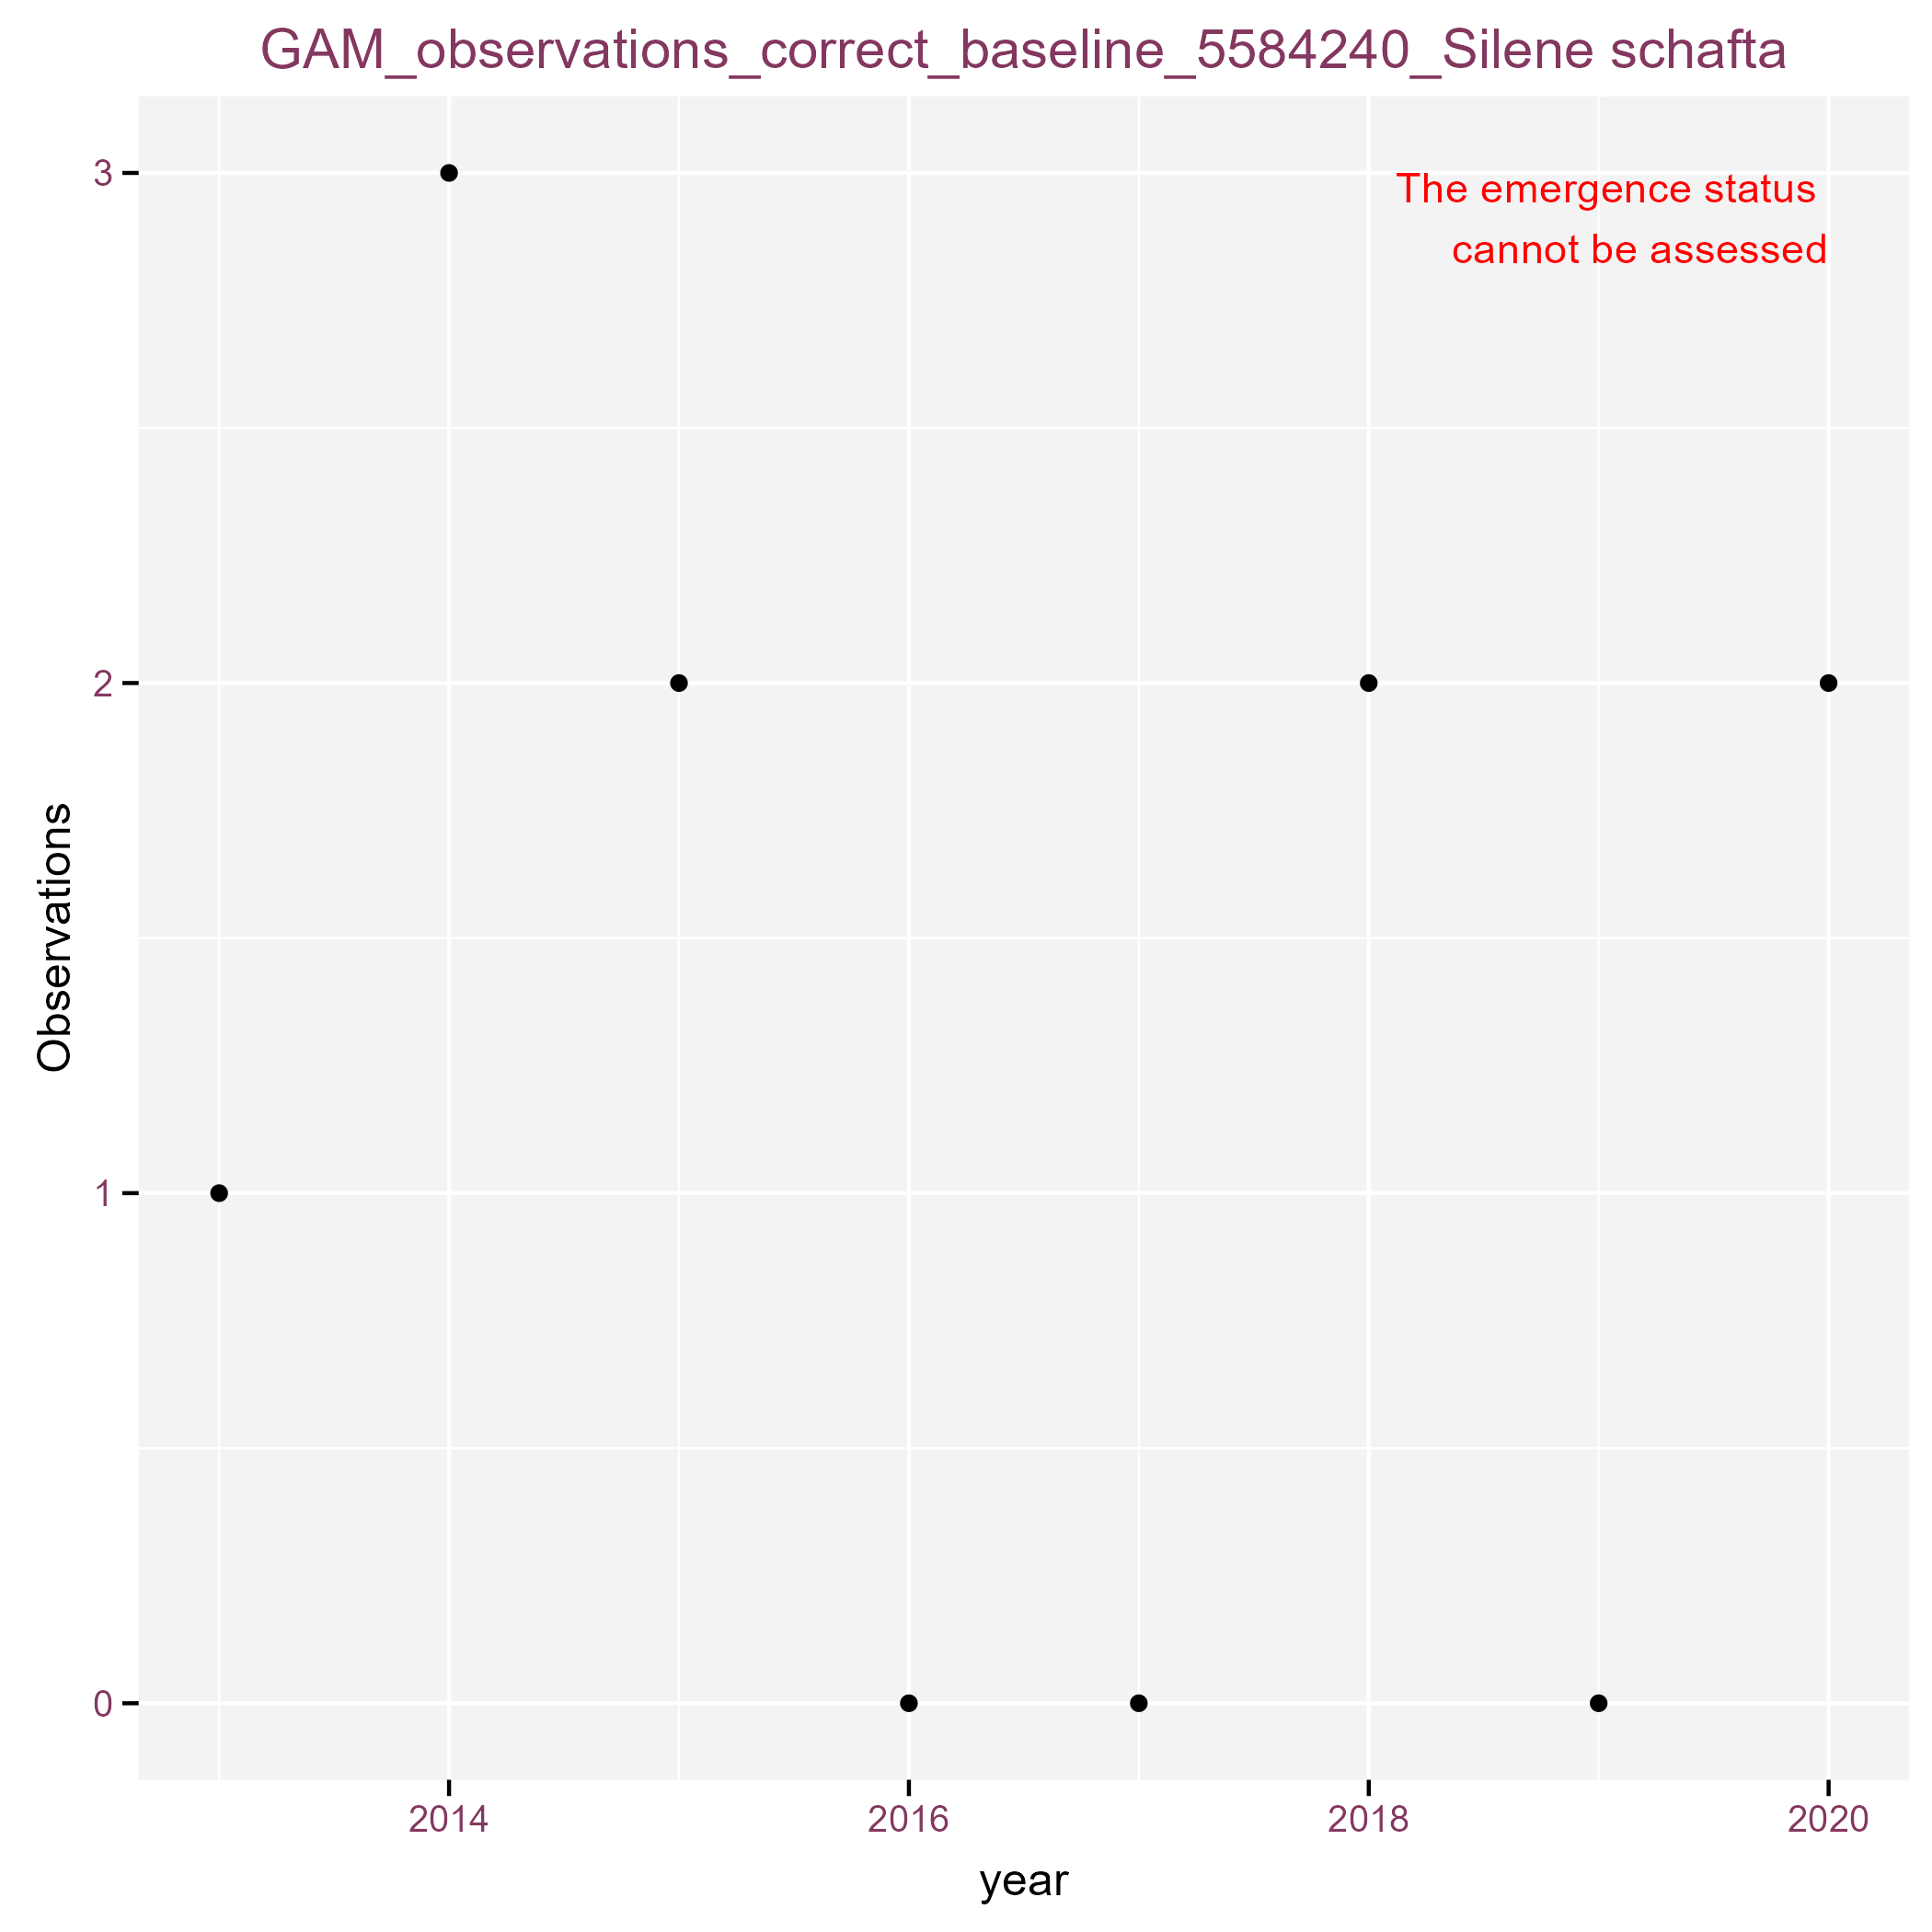 GAM_observations_correct_baseline_5584240_Silene schafta
The emergence status
cannot be assessed
3
2
1
0
Observations
2014 2016 2018 2020
year